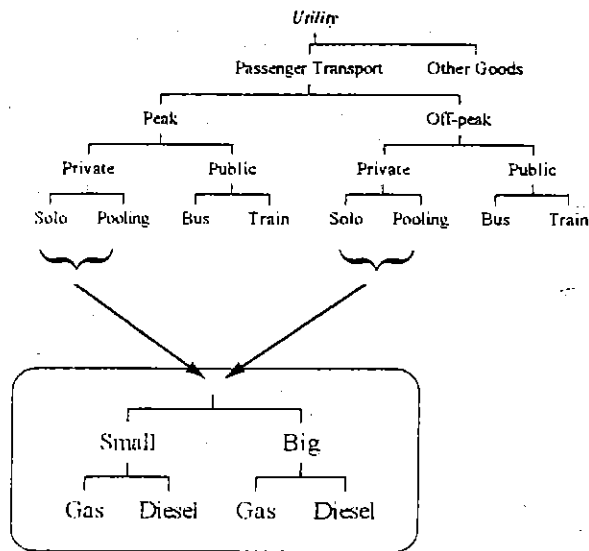 Utility
Passenger Transport Other Goods
Peak Off-peak
Private Public Private Public
Solo Pooling Bus Train Solo Pooling Bus Train
Small Big
Gas Diesel Gas Diesel